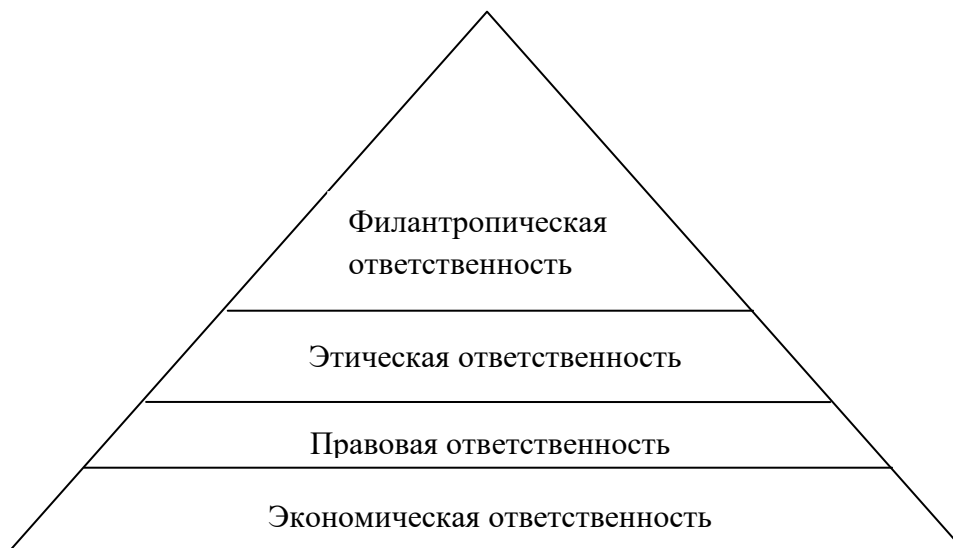 Филантропическая
ответственность
Этическая ответственность
Правовая ответственность
Экономическая ответственность